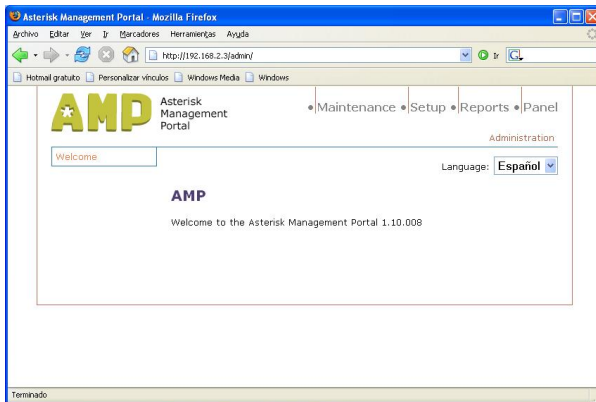 Asterisk Management Portal - Mozilla Firefox
Archivo Editar Ver Ir Marcadores Herramientas Ayuda
http://192.168.2.3/admin/ Ir G
Hotmail gratuito Personalizar vínculos Windows Media Windows
AMP Asterisk Management Portal
•Maintenance •Setup •Reports •Panel
Administration
Welcome
Language: Español
AMP
Welcome to the Asterisk Management Portal 1.10.008
Terminado